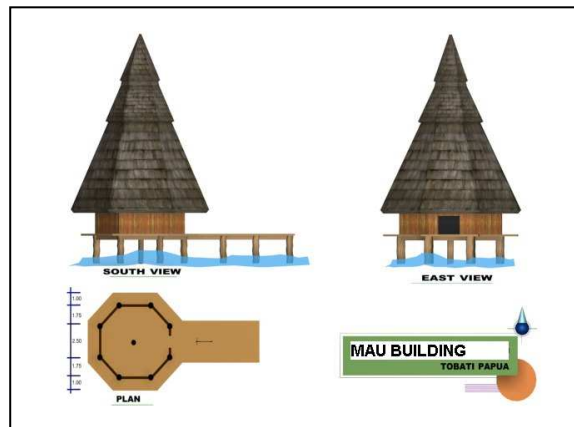 SOUTH VIEW
EAST VIEW
1.00
1.75
2.50
1.75
1.00
PLAN
MAU BUILDING
TOBATI PAPUA